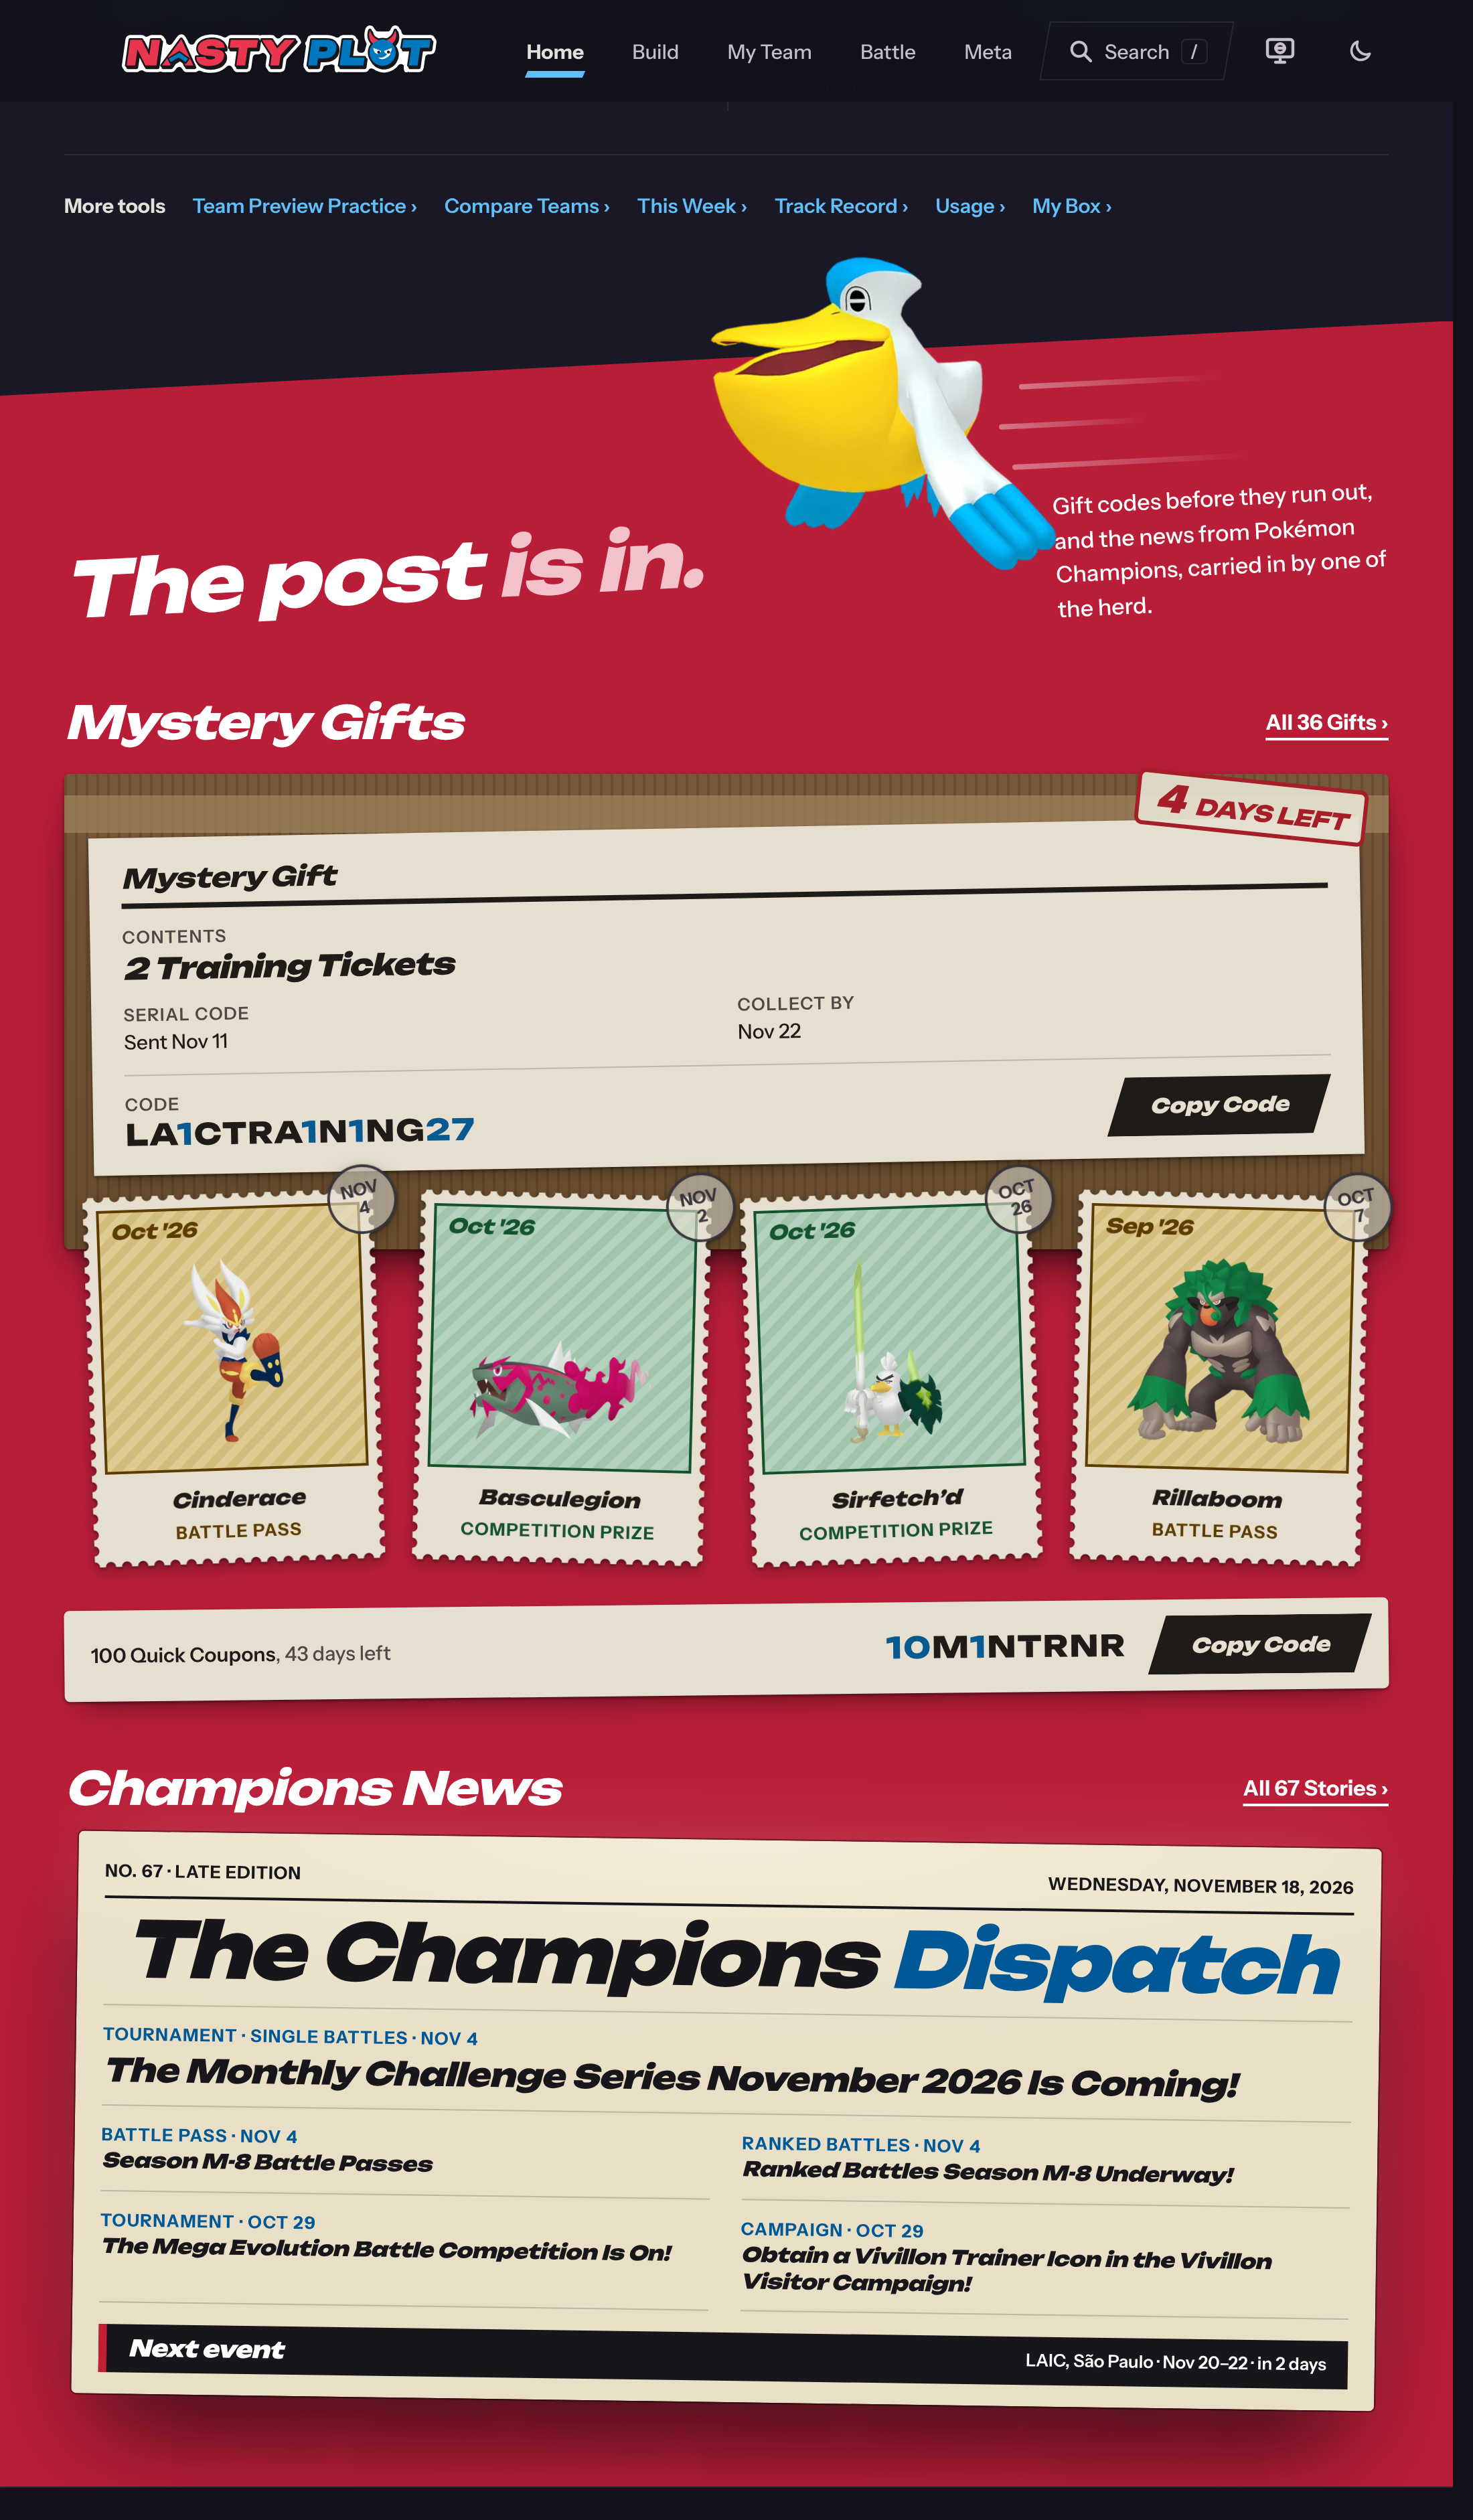 NASTY PLOT
Home
Build
My Team
Battle
Meta
Search /
More tools
Team Preview Practice ›
Compare Teams ›
This Week ›
Track Record ›
Usage ›
My Box ›
The post is in.
Gift codes before they run out,
and the news from Pokémon
Champions, carried in by one of
the herd.
Mystery Gifts
All 36 Gifts ›
4 DAYS LEFT
Mystery Gift
CONTENTS
2 Training Tickets
SERIAL CODE
Sent Nov 11
COLLECT BY
Nov 22
CODE
LA1CTRA1N1NG27
Copy Code
Oct '26
NOV
4
Cinderace
BATTLE PASS
Oct '26
NOV
2
Basculegion
COMPETITION PRIZE
Oct '26
OCT
26
Sirfetch’d
COMPETITION PRIZE
Sep '26
OCT
7
Rillaboom
BATTLE PASS
100 Quick Coupons, 43 days left
10M1NTRNR
Copy Code
Champions News
All 67 Stories ›
NO. 67 · LATE EDITION
WEDNESDAY, NOVEMBER 18, 2026
The Champions Dispatch
TOURNAMENT · SINGLE BATTLES · NOV 4
The Monthly Challenge Series November 2026 Is Coming!
BATTLE PASS · NOV 4
Season M-8 Battle Passes
RANKED BATTLES · NOV 4
Ranked Battles Season M-8 Underway!
TOURNAMENT · OCT 29
The Mega Evolution Battle Competition Is On!
CAMPAIGN · OCT 29
Obtain a Vivillon Trainer Icon in the Vivillon
Visitor Campaign!
Next event
LAIC, São Paulo · Nov 20–22 · in 2 days